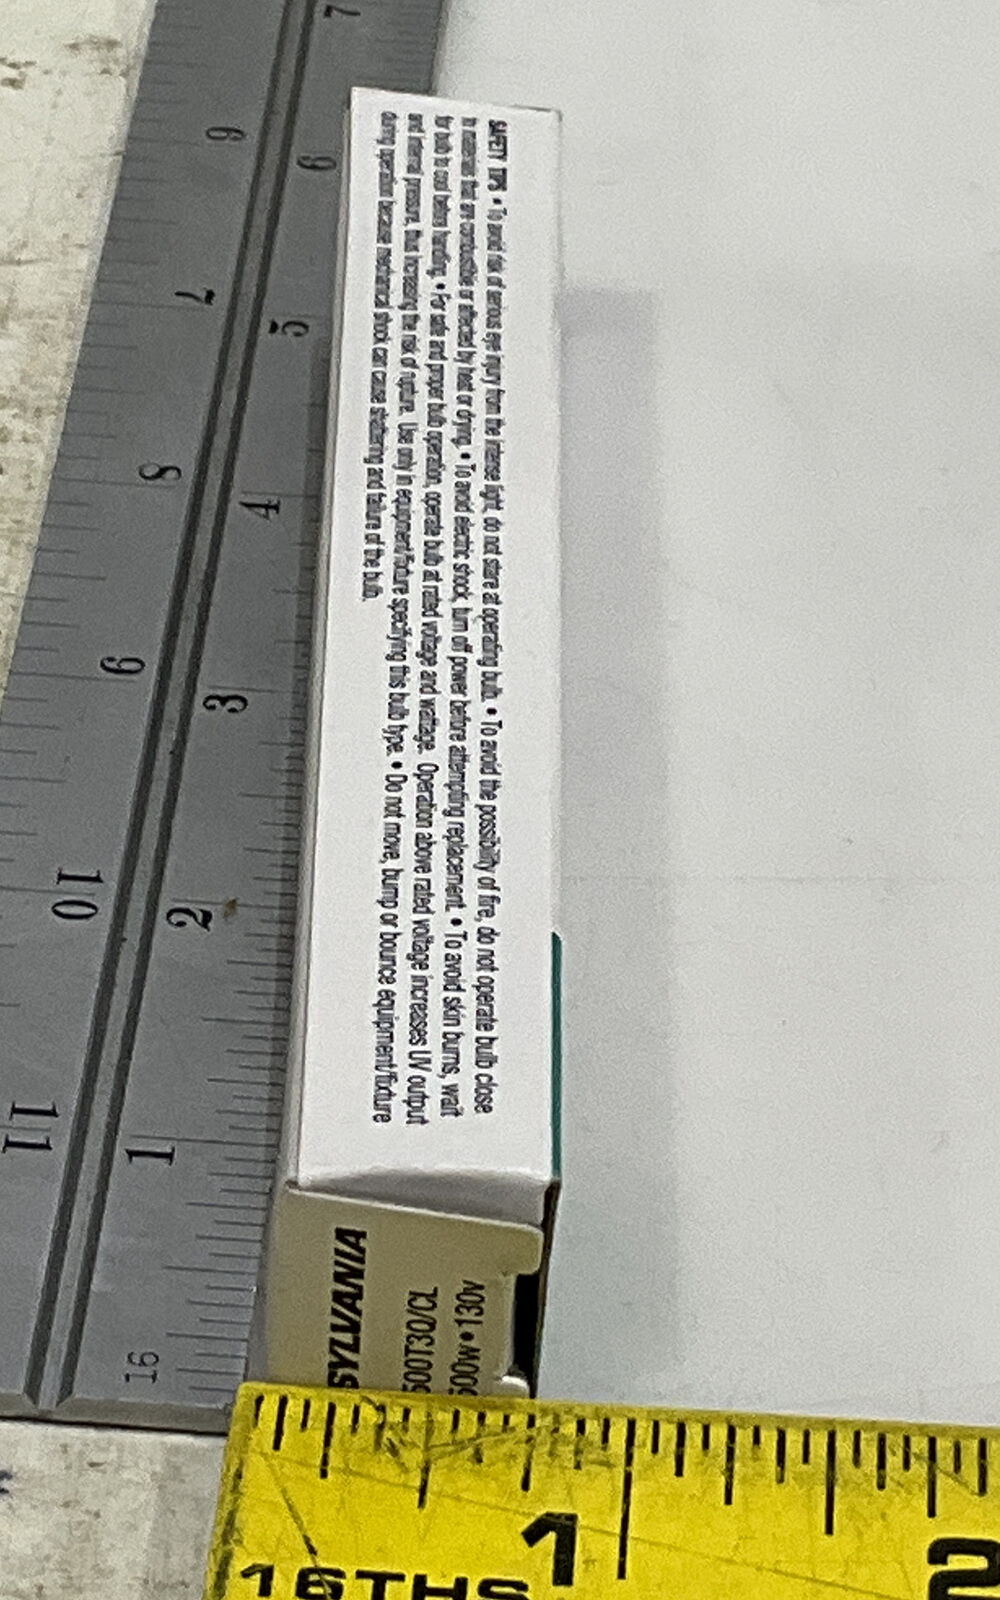 SAFETY TIPS • To avoid risk of serious eye injury from the intense light, do not stare at operating bulb. • To avoid the possibility of fire, do not operate bulb close
to materials that are combustible or affected by heat or drying. • To avoid electric shock, turn off power before attempting replacement. • To avoid skin burns, wait
for bulb to cool before handling. • For safe and proper bulb operation, operate bulb at rated voltage and wattage. Operation above rated voltage increases UV output
and internal pressure, thus increasing the risk of rupture. Use only in equipment/fixture specifying this bulb type. • Do not move, bump or bounce equipment/fixture
during operation because mechanical shock can cause shattering and failure of the bulb.
SYLVANIA
500T3Q/CL
500w•130v
7
6
5
4
3
2
1
16
6
7
8
9
10
11
1
2
16THS